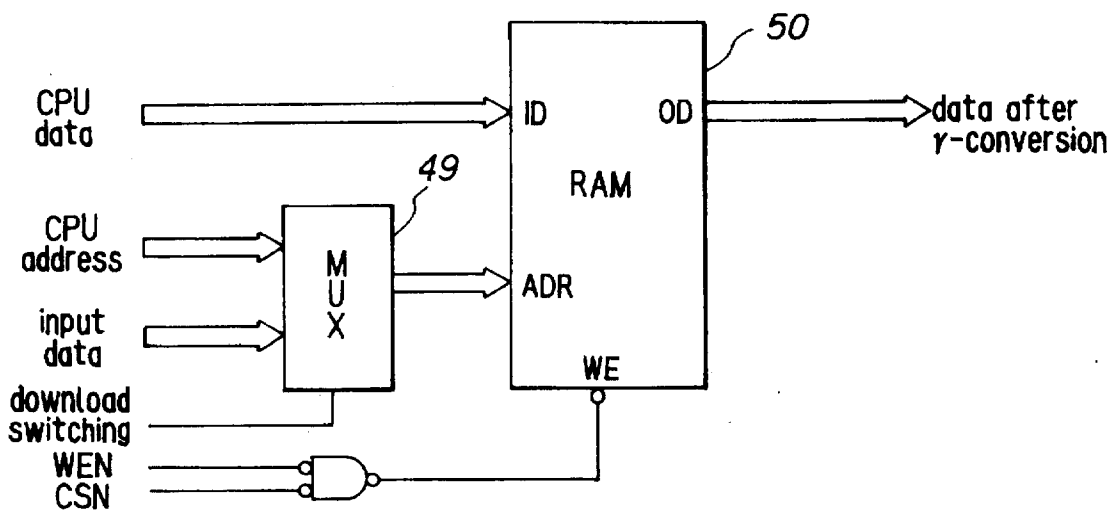 50
CPU
data
ID
OD
data after
γ-conversion
RAM
49
CPU
address
MUX
ADR
input
data
WE
download
switching
WEN
CSN